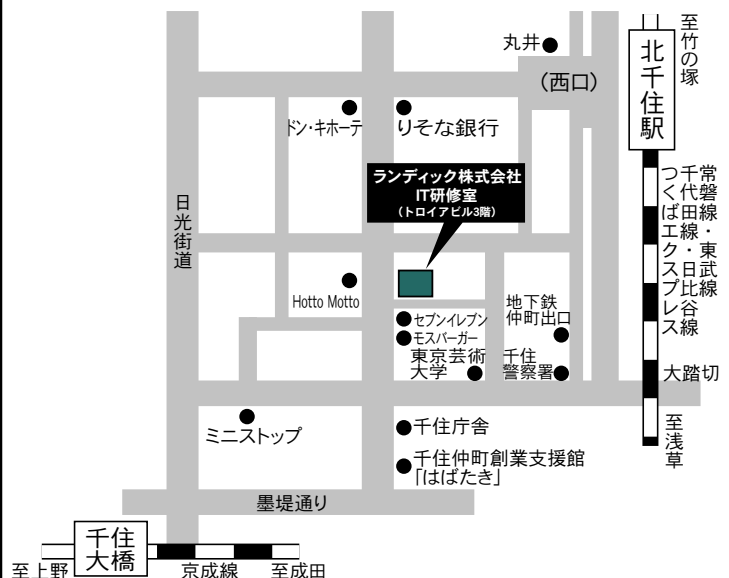 丸井
至竹の塚
北千住駅
(西口)
ドン・キホーテ
りそな銀行
ランディック株式会社
IT研修室
(トロイアビル3階)
常磐線・東武線
千代田線・日比谷線
つくばエクスプレス
日光街道
Hotto Motto
セブンイレブン
モスバーガー
地下鉄
仲町出口
東京芸術
大学
千住
警察署
大踏切
ミニストップ
千住庁舎
至浅草
千住仲町創業支援館
「はばたき」
墨堤通り
千住
大橋
至上野
京成線
至成田